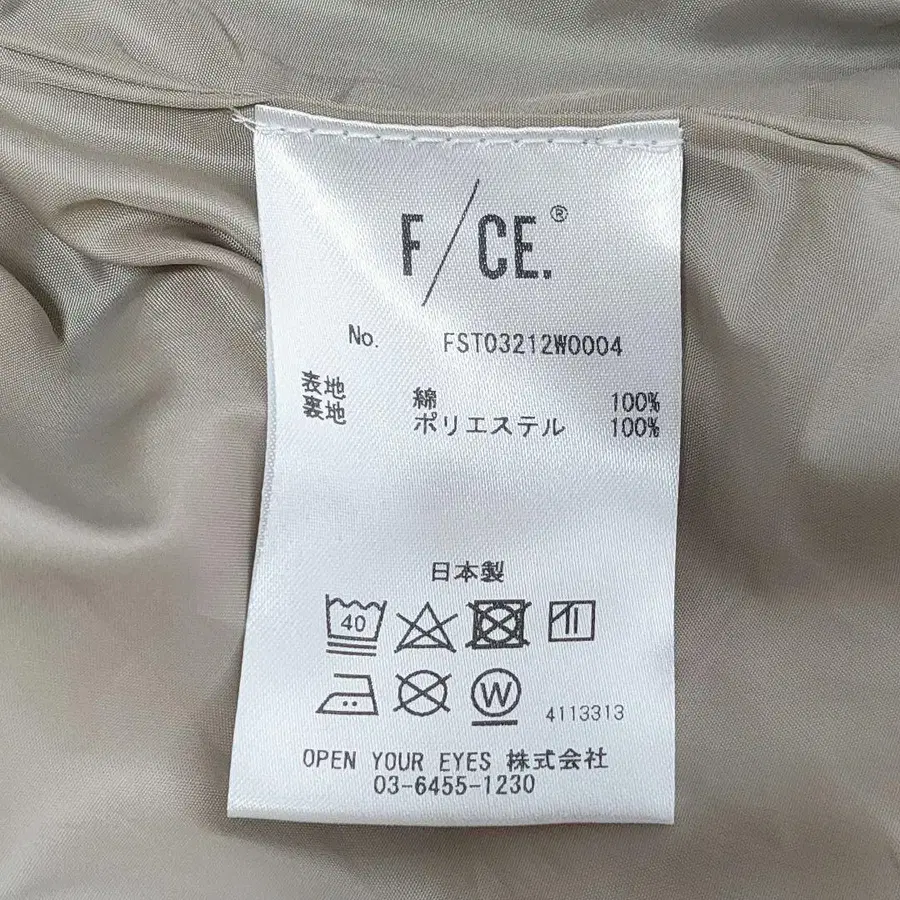 F/CE.®
No. FST03212W0004
表地 綿 100%
裏地 ポリエステル 100%
日本製
40
W
4113313
OPEN YOUR EYES 株式会社
03-6455-1230